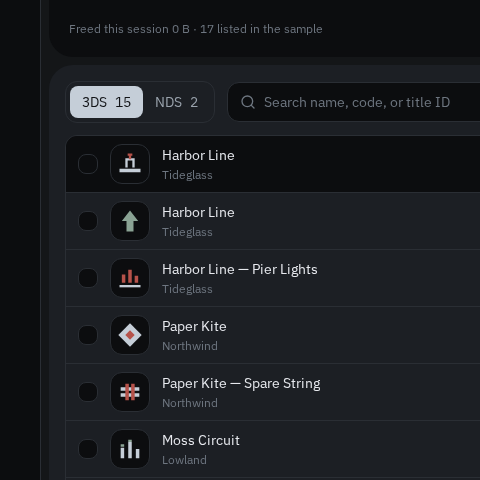 Freed this session 0 B · 17 listed in the sample
3DS 15 NDS 2 Search name, code, or title ID
Harbor Line
Tideglass
Harbor Line
Tideglass
Harbor Line — Pier Lights
Tideglass
Paper Kite
Northwind
Paper Kite — Spare String
Northwind
Moss Circuit
Lowland